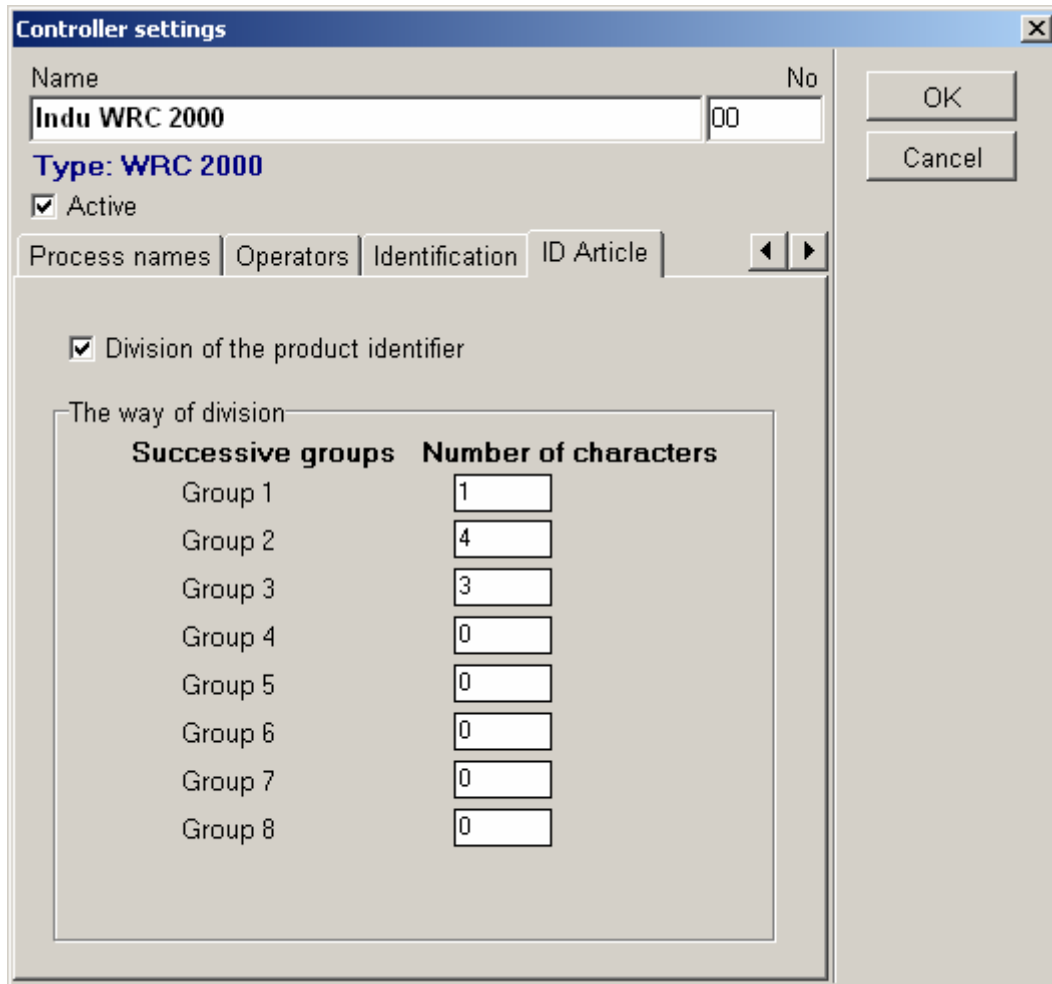 Controller settings
Name No
Indu WRC 2000 00
OK
Type: WRC 2000
Cancel
Active
Process names Operators Identification ID Article
Division of the product identifier
The way of division
Successive groups Number of characters
Group 1 1
Group 2 4
Group 3 3
Group 4 0
Group 5 0
Group 6 0
Group 7 0
Group 8 0